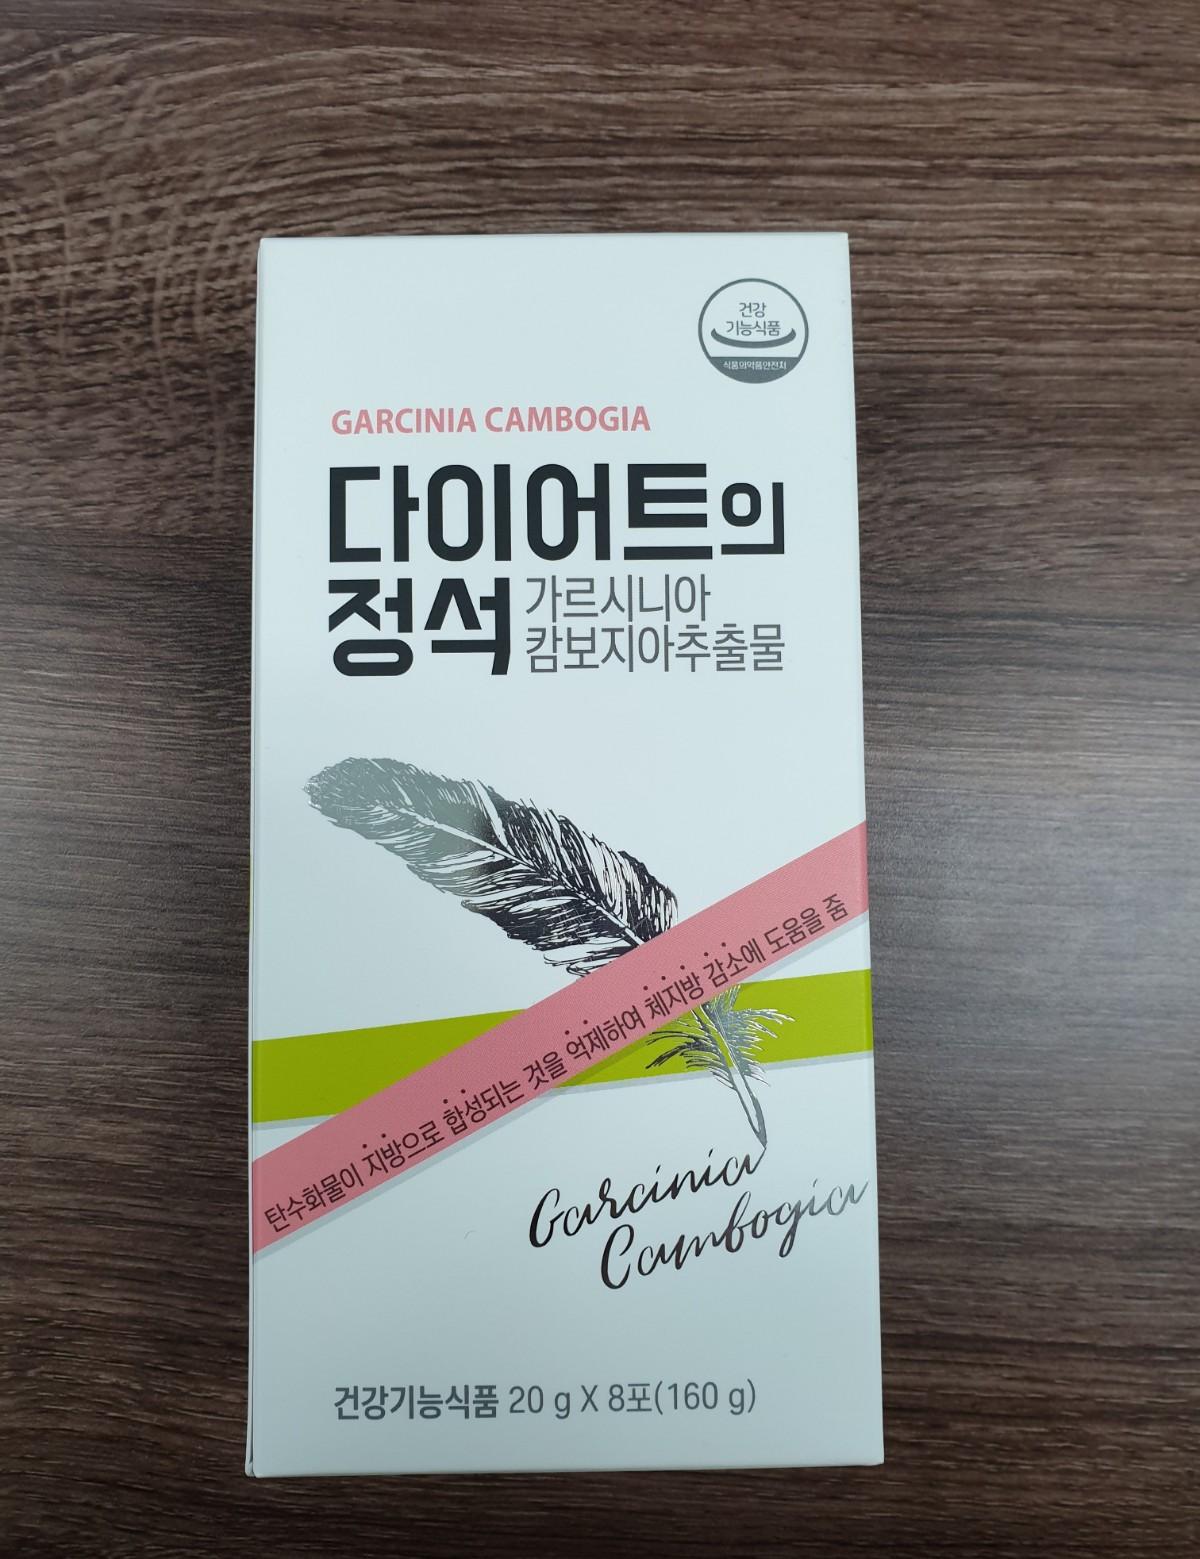 건강
기능식품
식품의약품안전처
GARCINIA CAMBOGIA
다이어트의
정석
가르시니아
캄보지아추출물
탄수화물이 지방으로 합성되는 것을 억제하여 체지방 감소에 도움을 줌
Garcinia
Cambogia
건강기능식품 20 g X 8포(160 g)